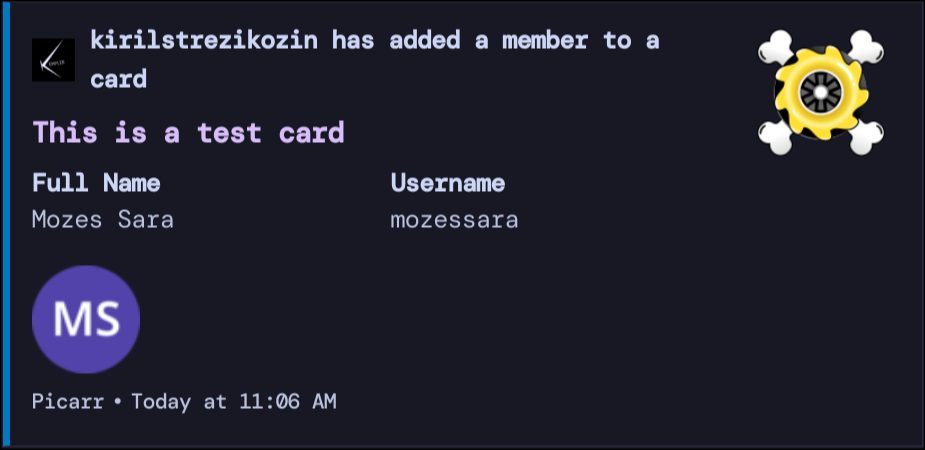 kirilstrezikozin has added a member to a
card
This is a test card
Full Name
Username
Mozes Sara
mozessara
MS
Picarr • Today at 11:06 AM